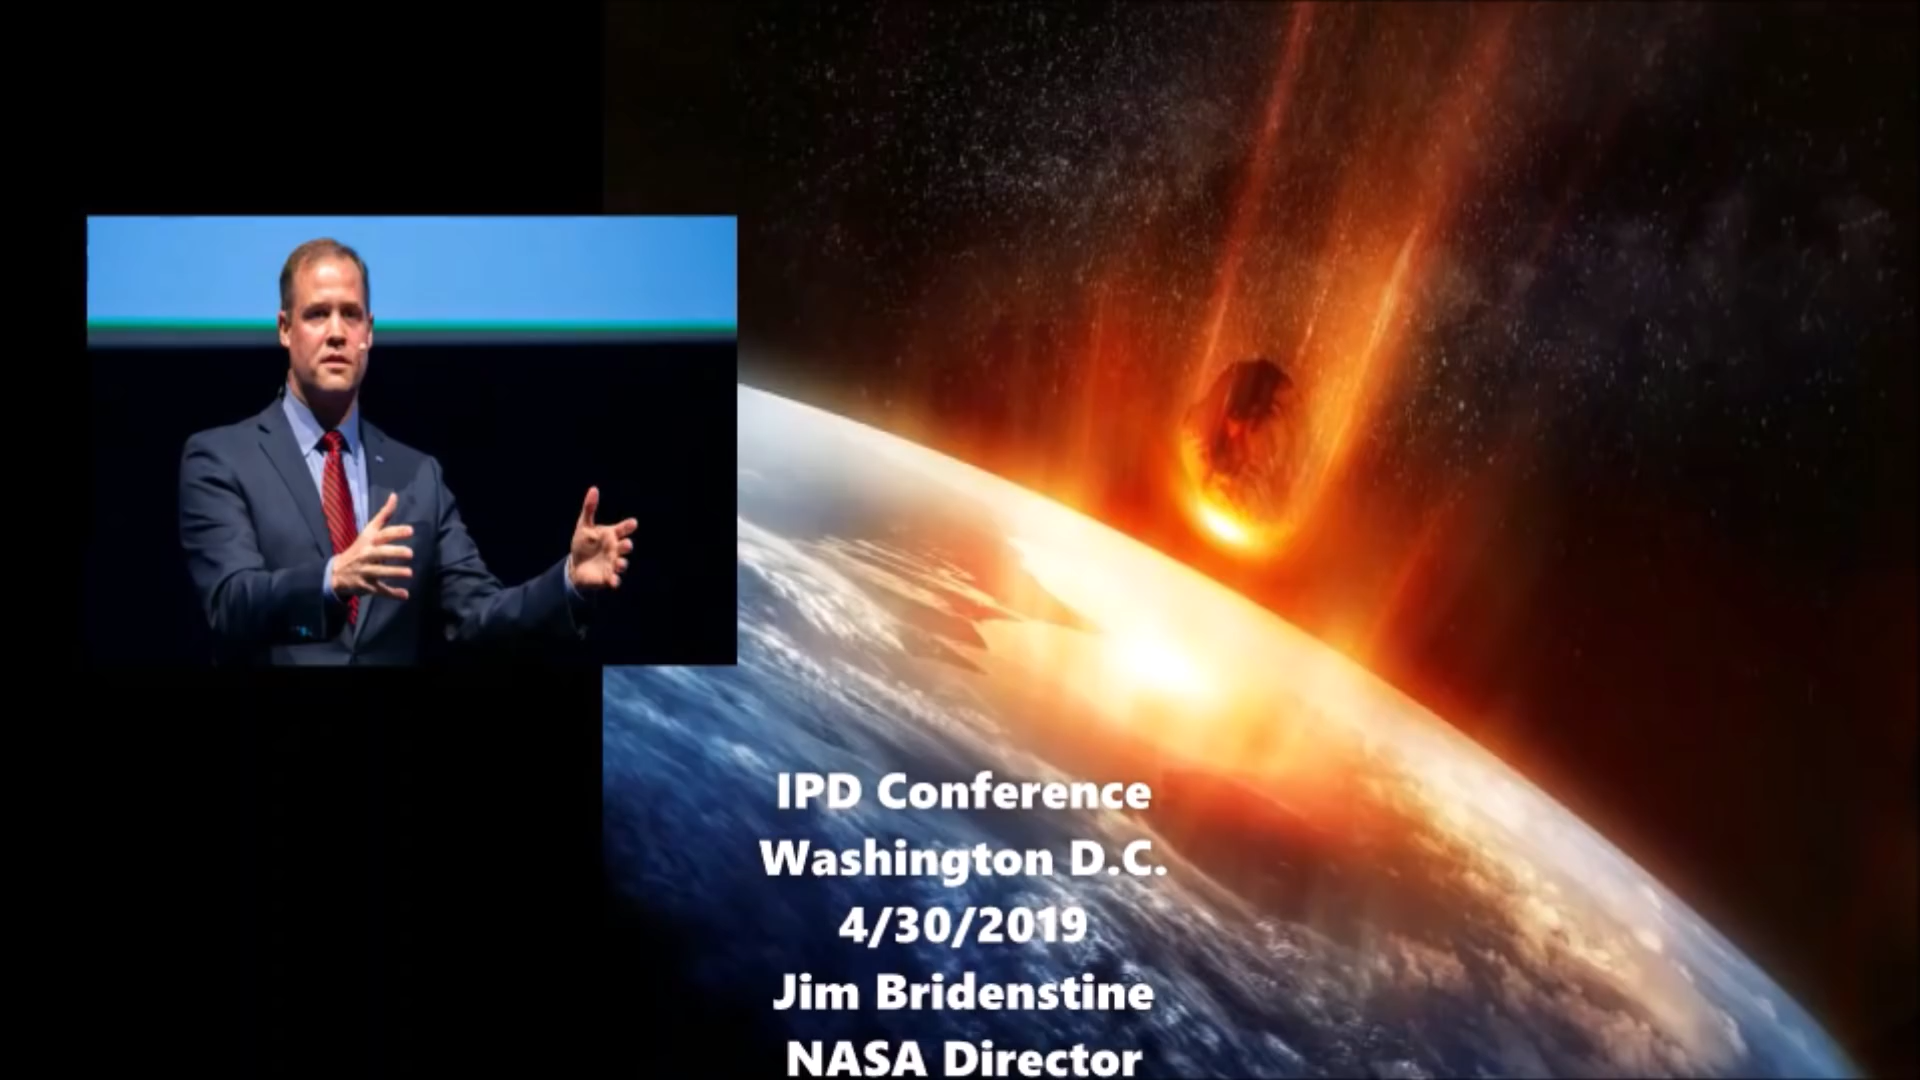 IPD Conference
Washington D.C.
4/30/2019
Jim Bridenstine
NASA Director